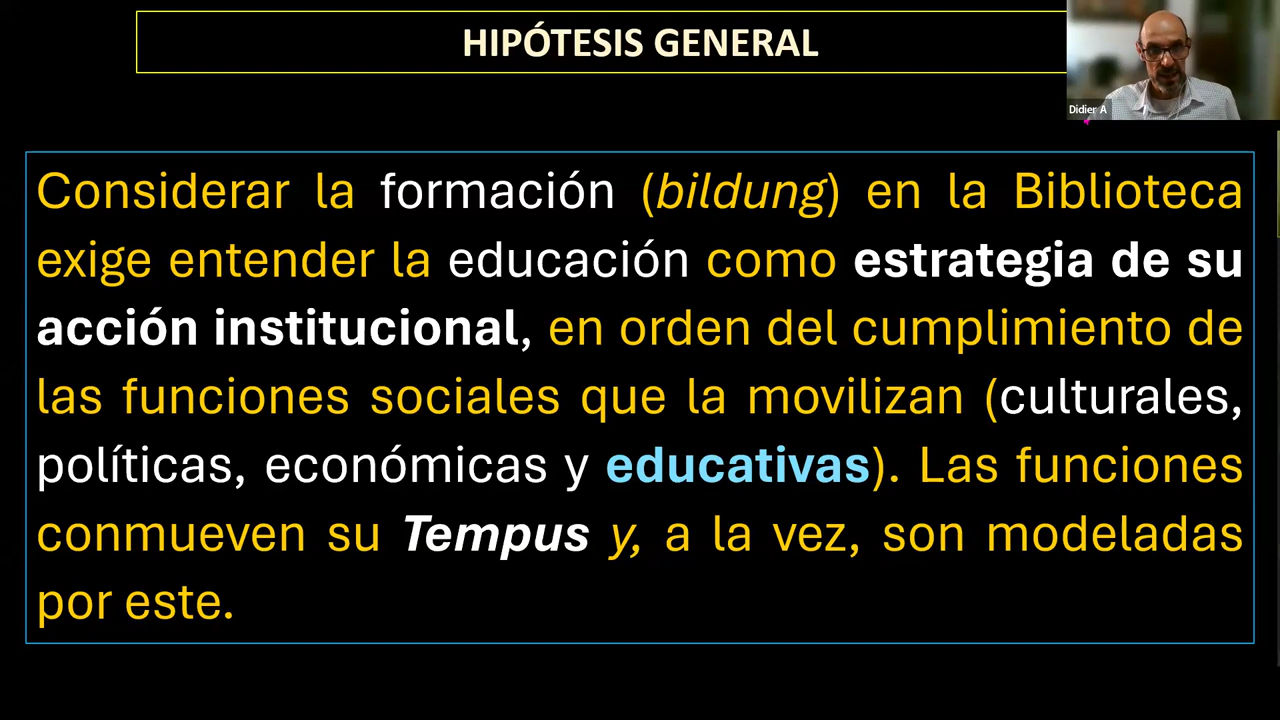 HIPÓTESIS GENERAL
Didier A
Considerar la formación (bildung) en la Biblioteca
exige entender la educación como estrategia de su
acción institucional, en orden del cumplimiento de
las funciones sociales que la movilizan (culturales,
políticas, económicas y educativas). Las funciones
conmueven su Tempus y, a la vez, son modeladas
por este.